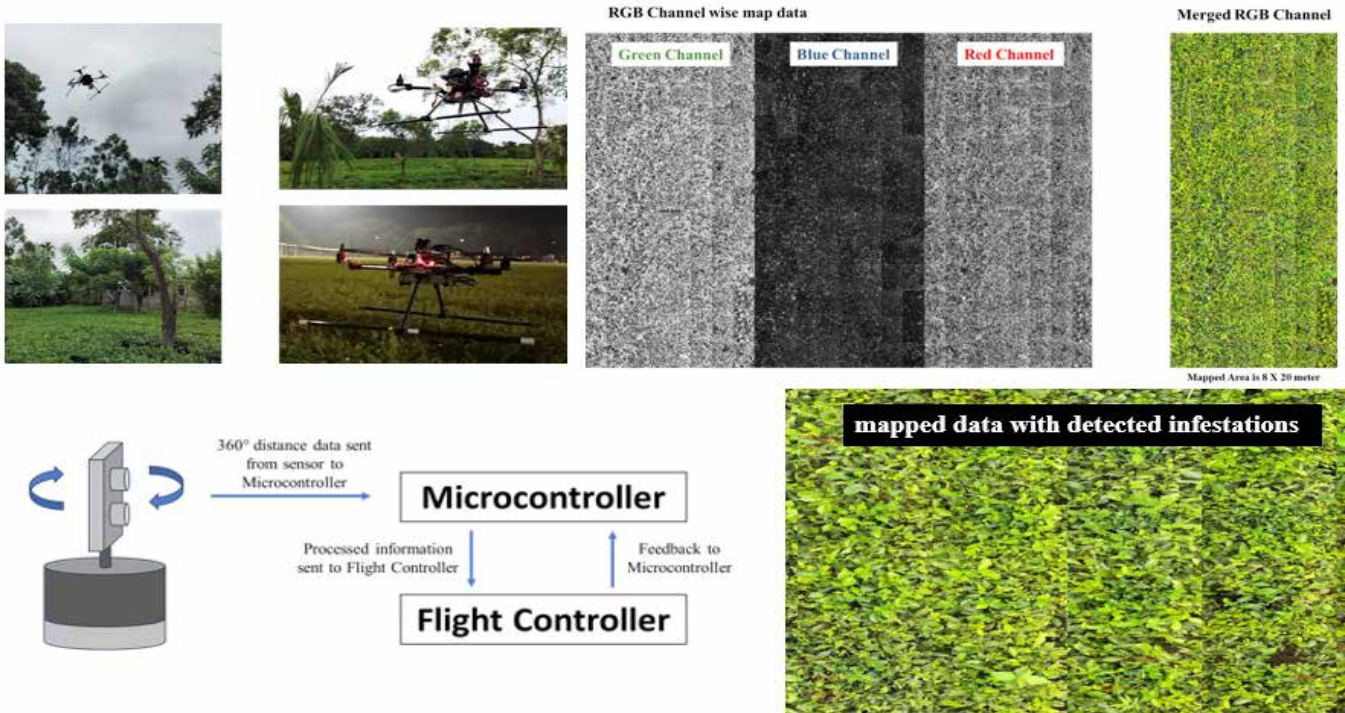 RGB Channel wise map data
Merged RGB Channel
Green Channel
Blue Channel
Red Channel
Mapped Area is 8 X 20 meter
mapped data with detected infestations
360° distance data sent
from sensor to
Microcontroller
Microcontroller
Processed information
sent to Flight Controller
Feedback to
Microcontroller
Flight Controller